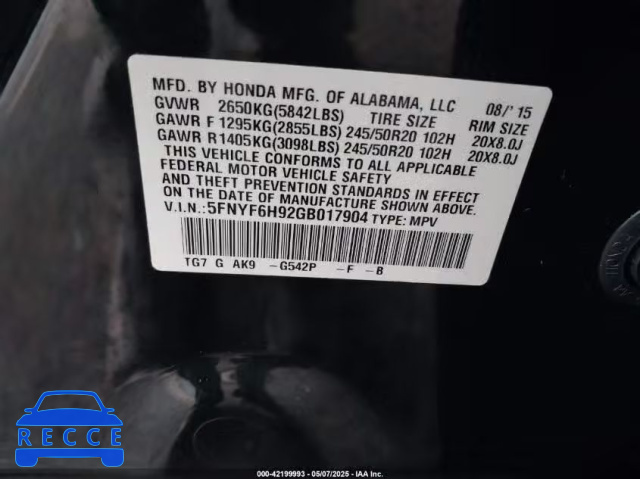 MFD. BY HONDA MFG. OF ALABAMA, LLC 08/'15
GVWR 2650KG(5842LBS) TIRE SIZE RIM SIZE
GAWR F 1295KG(2855LBS) 245/50R20 102H 20X8.0J
GAWR R1405KG(3098LBS) 245/50R20 102H 20X8.0J
THIS VEHICLE CONFORMS TO ALL APPLICABLE
FEDERAL MOTOR VEHICLE SAFETY
AND THEFT PREVENTION STANDARDS IN EFFECT
ON THE DATE OF MANUFACTURE SHOWN ABOVE.
V.I.N.:5FNYF6H92GB017904 TYPE: MPV
TG7 G AK9 -G542P -F -B
RECCE
000-42199993 — 05/07/2025 — IAA Inc.